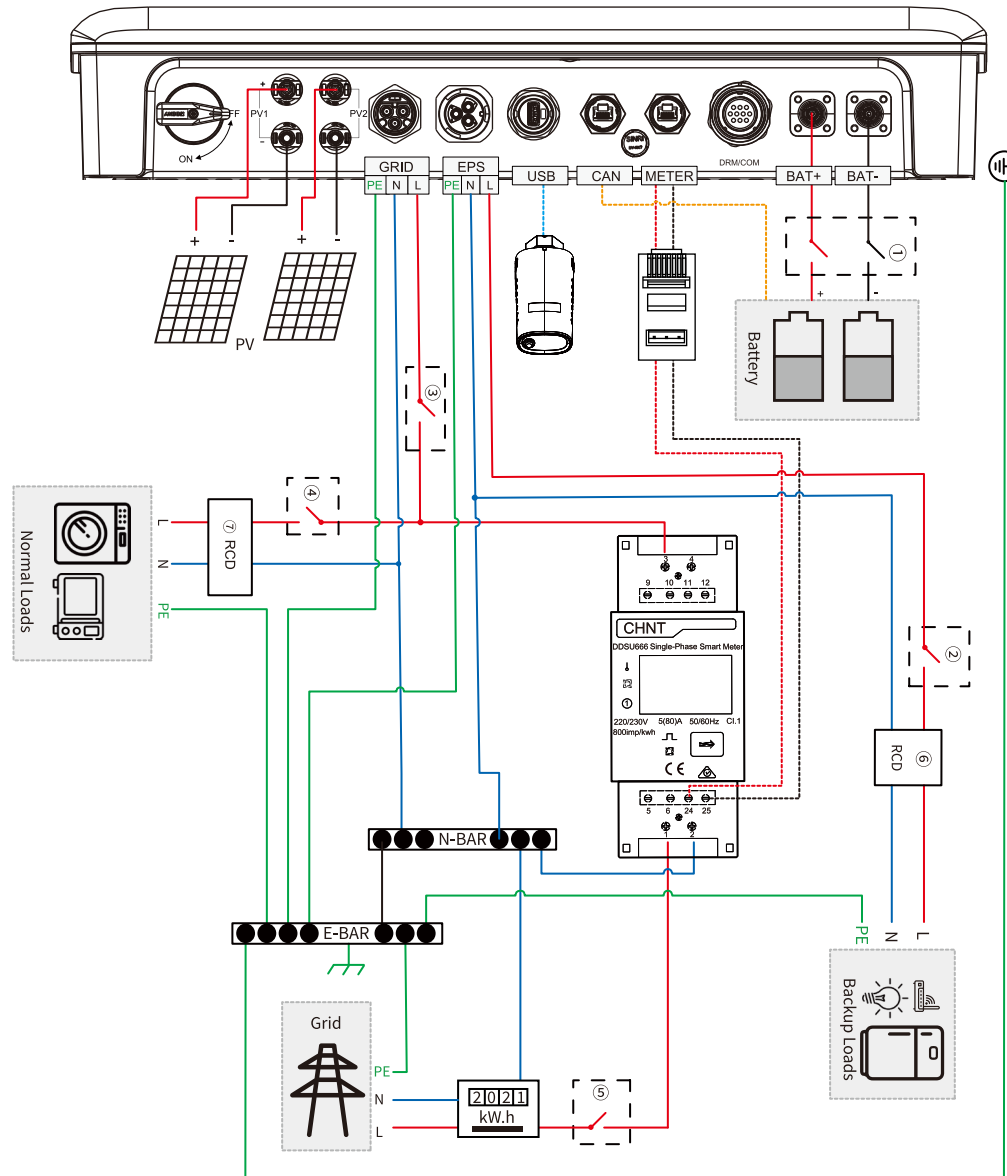 +
-
PV1
PV2
OFF
ON
GRID
EPS
USB
CAN
METER
DRM/COM
BAT+
BAT-
PE
N
L
PE
N
L
+
-
+
-
PV
①
+
-
Battery
③
④
⑦ RCD
L
N
PE
Normal Loads
3
4
9
10
11
12
CHNT
DDSU666 Single-Phase Smart Meter
①
220/230V
5(80)A
50/60Hz
Cl.1
800imp/kwh
CE
5
6
24
25
1
2
②
⑥
RCD
N-BAR
E-BAR
PE
N
L
Backup Loads
Grid
PE
N
L
2021
kW.h
⑤